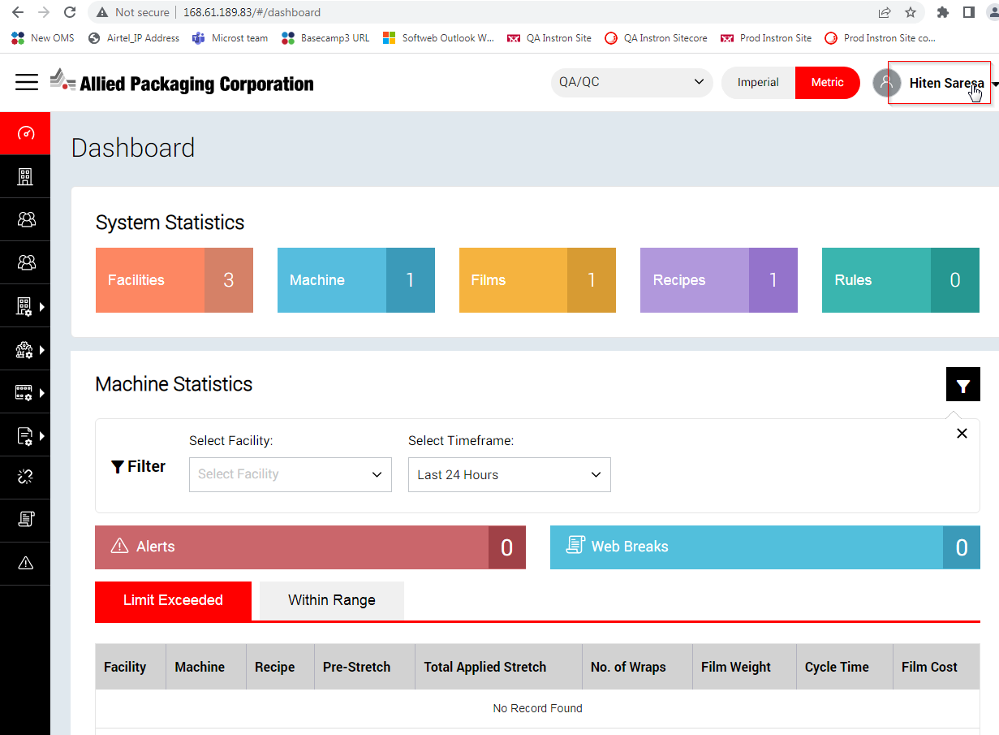 Not secure 168.61.189.83/#/dashboard
New OMS Airtel_IP Address Microst team Basecamp3 URL Softweb Outlook W... QA Instron Site QA Instron Sitecore Prod Instron Site Prod Instron Site co...
Allied Packaging Corporation QA/QC Imperial Metric Hiten Saresa
Dashboard
System Statistics
Facilities 3 Machine 1 Films 1 Recipes 1 Rules 0
Machine Statistics
Select Facility: Select Timeframe:
Filter Select Facility Last 24 Hours
Alerts 0 Web Breaks 0
Limit Exceeded Within Range
Facility Machine Recipe Pre-Stretch Total Applied Stretch No. of Wraps Film Weight Cycle Time Film Cost
No Record Found